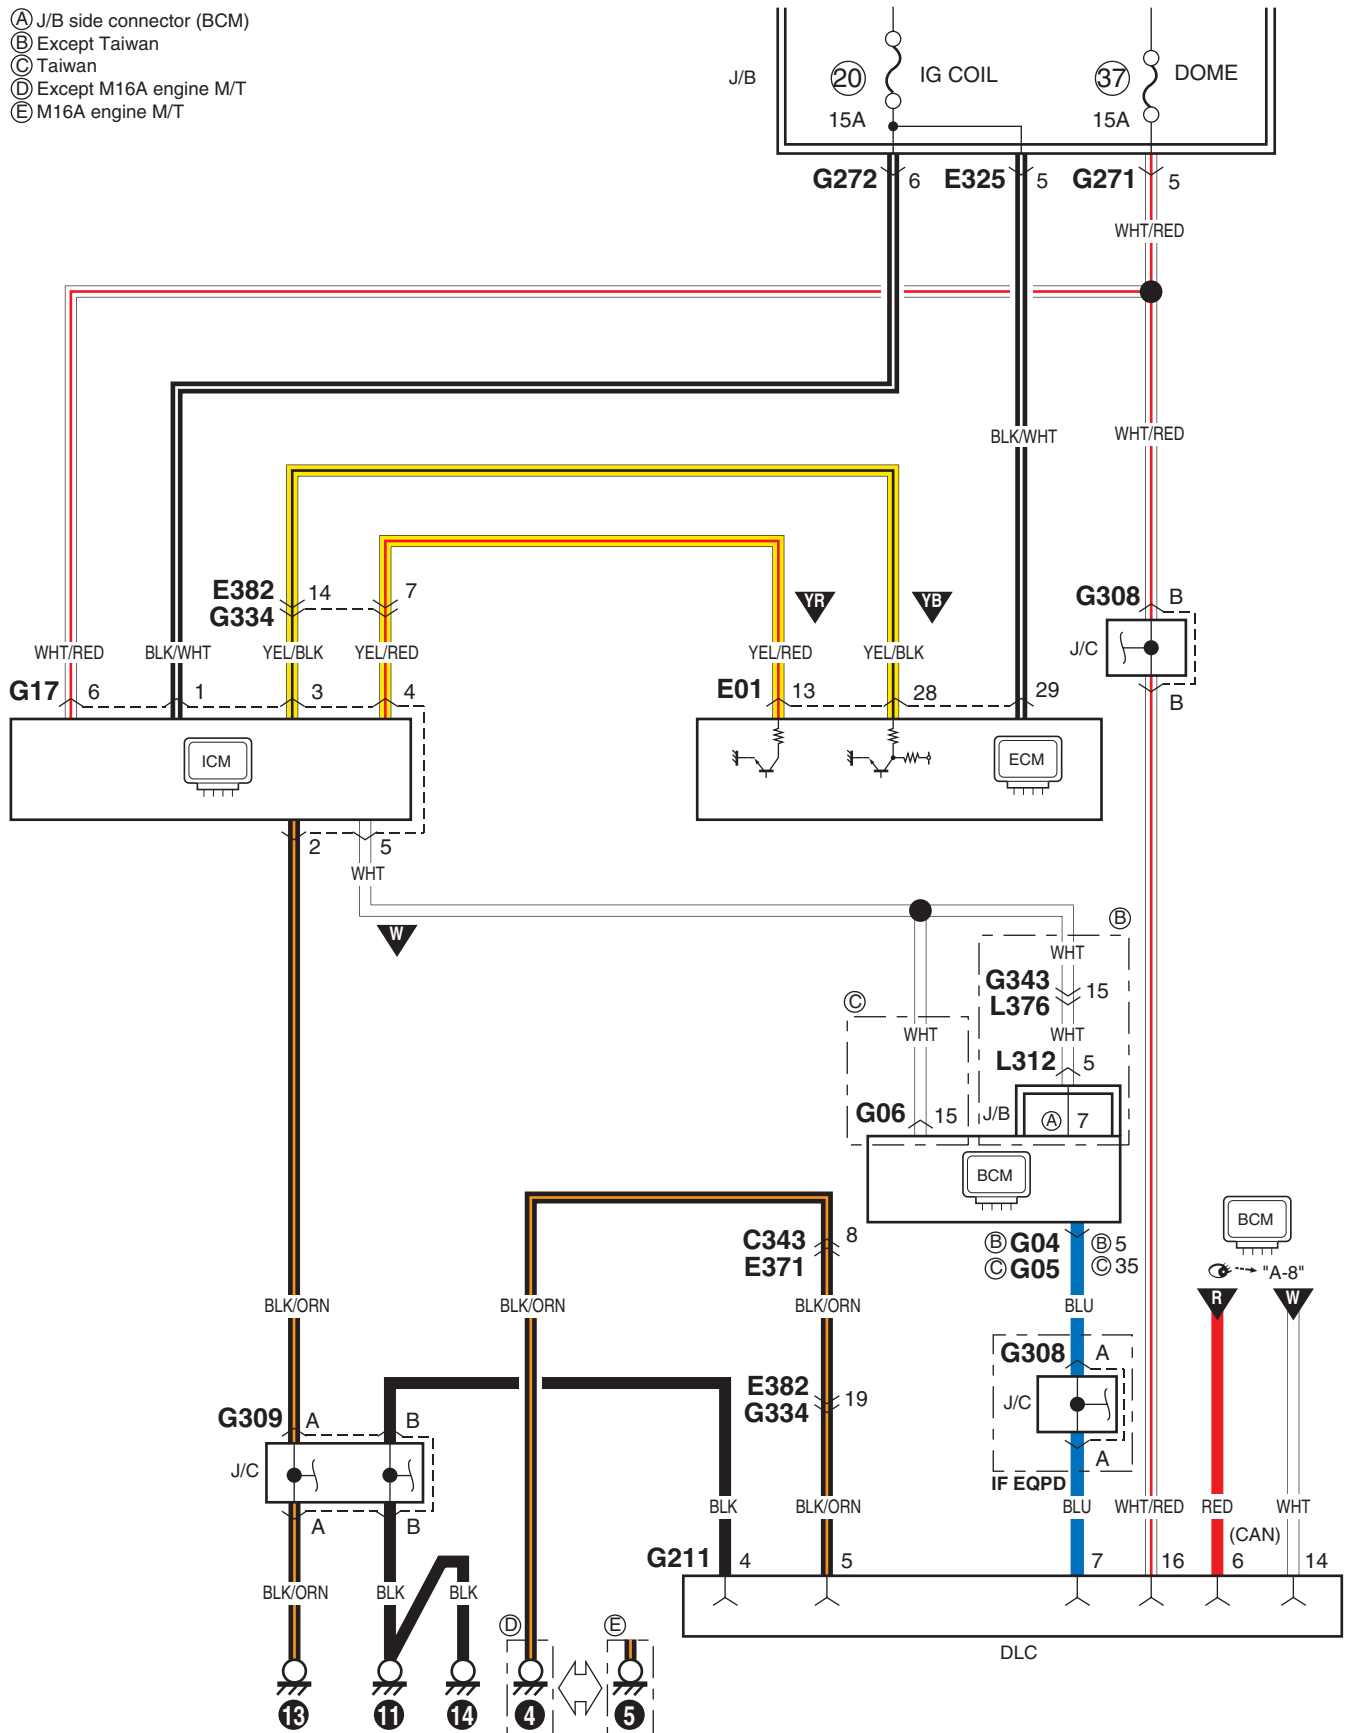 Ⓐ J/B side connector (BCM)
Ⓑ Except Taiwan
Ⓒ Taiwan
Ⓓ Except M16A engine M/T
Ⓔ M16A engine M/T
J/B
20 IG COIL
15A
37 DOME
15A
G272 6
E325 5
G271 5
WHT/RED
BLK/WHT
WHT/RED
E382 14 7
G334
YR
YB
G308 B
J/C
B
WHT/RED
BLK/WHT
YEL/BLK
YEL/RED
YEL/RED
YEL/BLK
G17 6 1 3 4
E01 13 28 29
ICM
ECM
2 5
WHT
W
Ⓑ
WHT
G343 15
L376
Ⓒ
WHT
WHT
L312 5
G06 15
J/B
Ⓐ 7
BCM
C343 8
E371
Ⓑ G04 Ⓑ 5
Ⓒ G05 Ⓒ 35
BCM
"A-8"
R
W
BLK/ORN
BLK/ORN
BLK/ORN
BLU
G308 A
J/C
A
IF EQPD
E382 19
G334
G309 A B
J/C
A B
BLK
BLK/ORN
BLU
WHT/RED
RED
WHT
(CAN)
G211 4 5 7 16 6 14
DLC
BLK/ORN
BLK
BLK
Ⓓ
Ⓔ
13
11
14
4
5